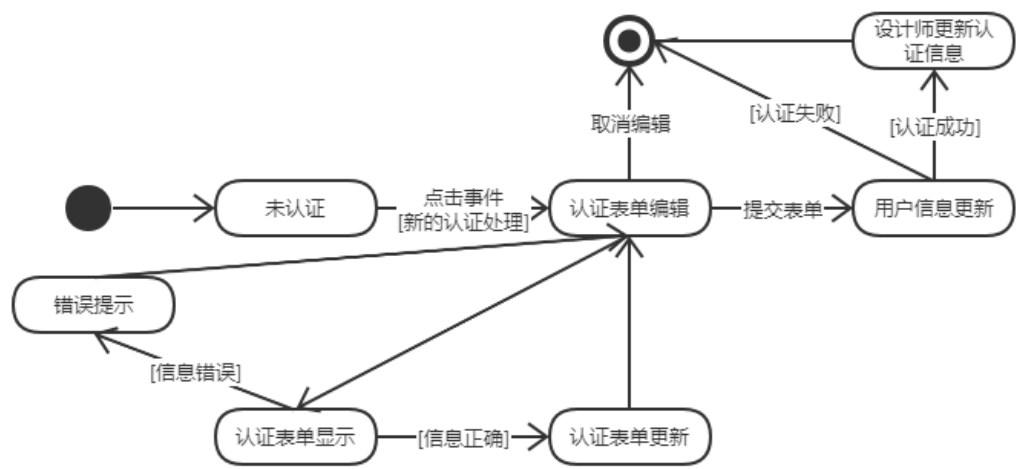 设计师更新认
证信息
取消编辑
[认证失败]
[认证成功]
未认证
点击事件
[新的认证处理]
认证表单编辑
提交表单
用户信息更新
错误提示
[信息错误]
认证表单显示
[信息正确]
认证表单更新